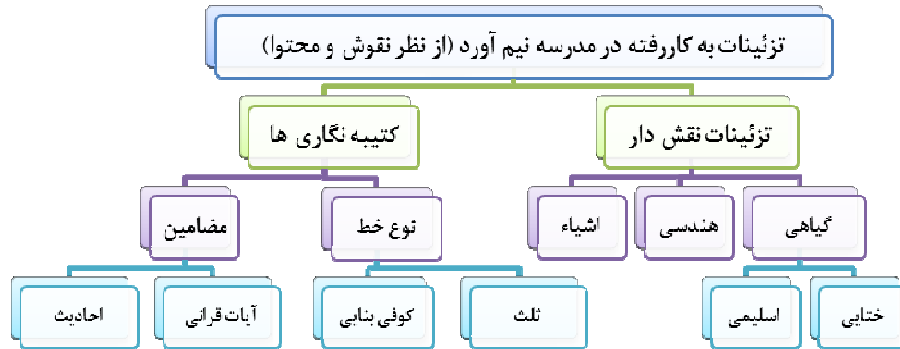 تزئینات به کاررفته در مدرسه نیم آورد (از نظر نقوش و محتوا)
تزئینات نقش دار
کتیبه نگاری ها
گیاهی
هندسی
اشیاء
نوع خط
مضامین
ختایی
اسلیمی
ثلث
کوفی بنایی
آیات قرانی
احادیث